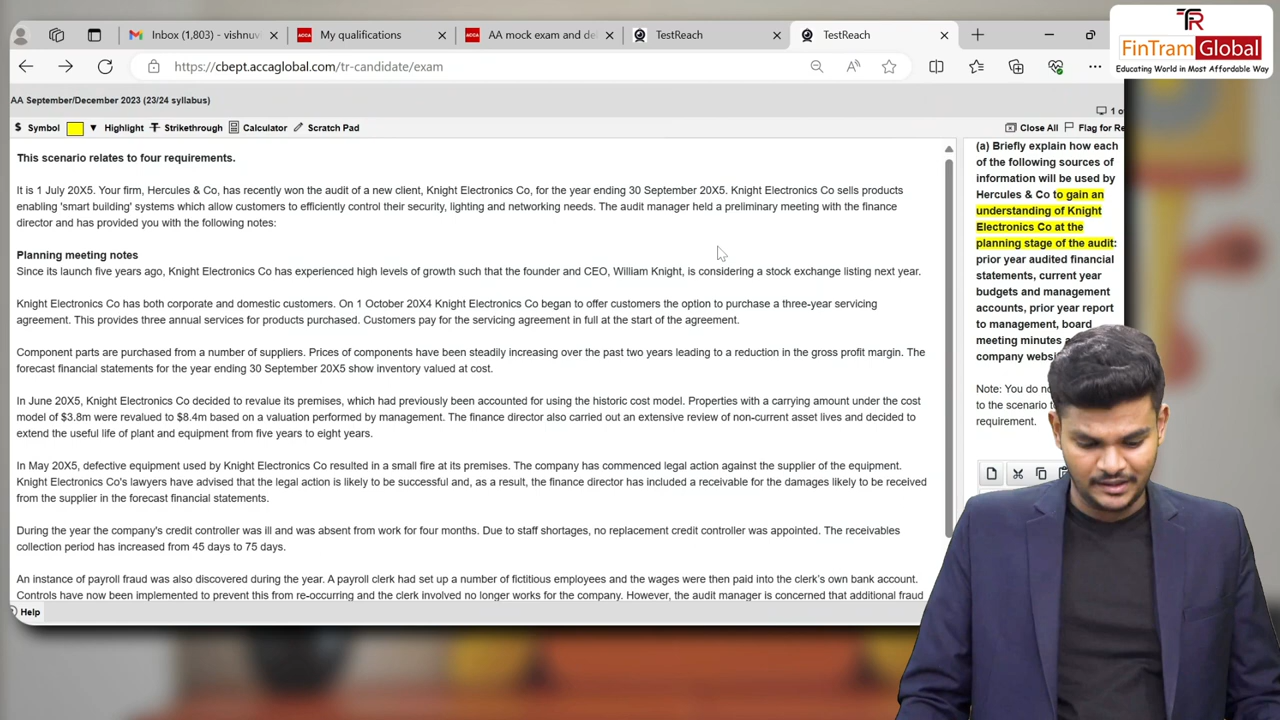 Inbox (1,803) - vishnuv
My qualifications
AA mock exam and de
TestReach
TestReach
TR
FinTram Global
Educating World in Most Affordable Way
https://cbept.accaglobal.com/tr-candidate/exam
AA September/December 2023 (23/24 syllabus)
1 o
$ Symbol Highlight Strikethrough Calculator Scratch Pad
Close All Flag for Re
This scenario relates to four requirements.
It is 1 July 20X5. Your firm, Hercules & Co, has recently won the audit of a new client, Knight Electronics Co, for the year ending 30 September 20X5. Knight Electronics Co sells products
enabling 'smart building' systems which allow customers to efficiently control their security, lighting and networking needs. The audit manager held a preliminary meeting with the finance
director and has provided you with the following notes:
Planning meeting notes
Since its launch five years ago, Knight Electronics Co has experienced high levels of growth such that the founder and CEO, William Knight, is considering a stock exchange listing next year.
Knight Electronics Co has both corporate and domestic customers. On 1 October 20X4 Knight Electronics Co began to offer customers the option to purchase a three-year servicing
agreement. This provides three annual services for products purchased. Customers pay for the servicing agreement in full at the start of the agreement.
Component parts are purchased from a number of suppliers. Prices of components have been steadily increasing over the past two years leading to a reduction in the gross profit margin. The
forecast financial statements for the year ending 30 September 20X5 show inventory valued at cost.
In June 20X5, Knight Electronics Co decided to revalue its premises, which had previously been accounted for using the historic cost model. Properties with a carrying amount under the cost
model of $3.8m were revalued to $8.4m based on a valuation performed by management. The finance director also carried out an extensive review of non-current asset lives and decided to
extend the useful life of plant and equipment from five years to eight years.
In May 20X5, defective equipment used by Knight Electronics Co resulted in a small fire at its premises. The company has commenced legal action against the supplier of the equipment.
Knight Electronics Co's lawyers have advised that the legal action is likely to be successful and, as a result, the finance director has included a receivable for the damages likely to be received
from the supplier in the forecast financial statements.
During the year the company's credit controller was ill and was absent from work for four months. Due to staff shortages, no replacement credit controller was appointed. The receivables
collection period has increased from 45 days to 75 days.
An instance of payroll fraud was also discovered during the year. A payroll clerk had set up a number of fictitious employees and the wages were then paid into the clerk's own bank account.
Controls have now been implemented to prevent this from re-occurring and the clerk involved no longer works for the company. However, the audit manager is concerned that additional fraud
Help
(a) Briefly explain how each
of the following sources of
information will be used by
Hercules & Co to gain an
understanding of Knight
Electronics Co at the
planning stage of the audit:
prior year audited financial
statements, current year
budgets and management
accounts, prior year report
to management, board
meeting minutes a
company webs
Note: You do no
to the scenario t
requirement.